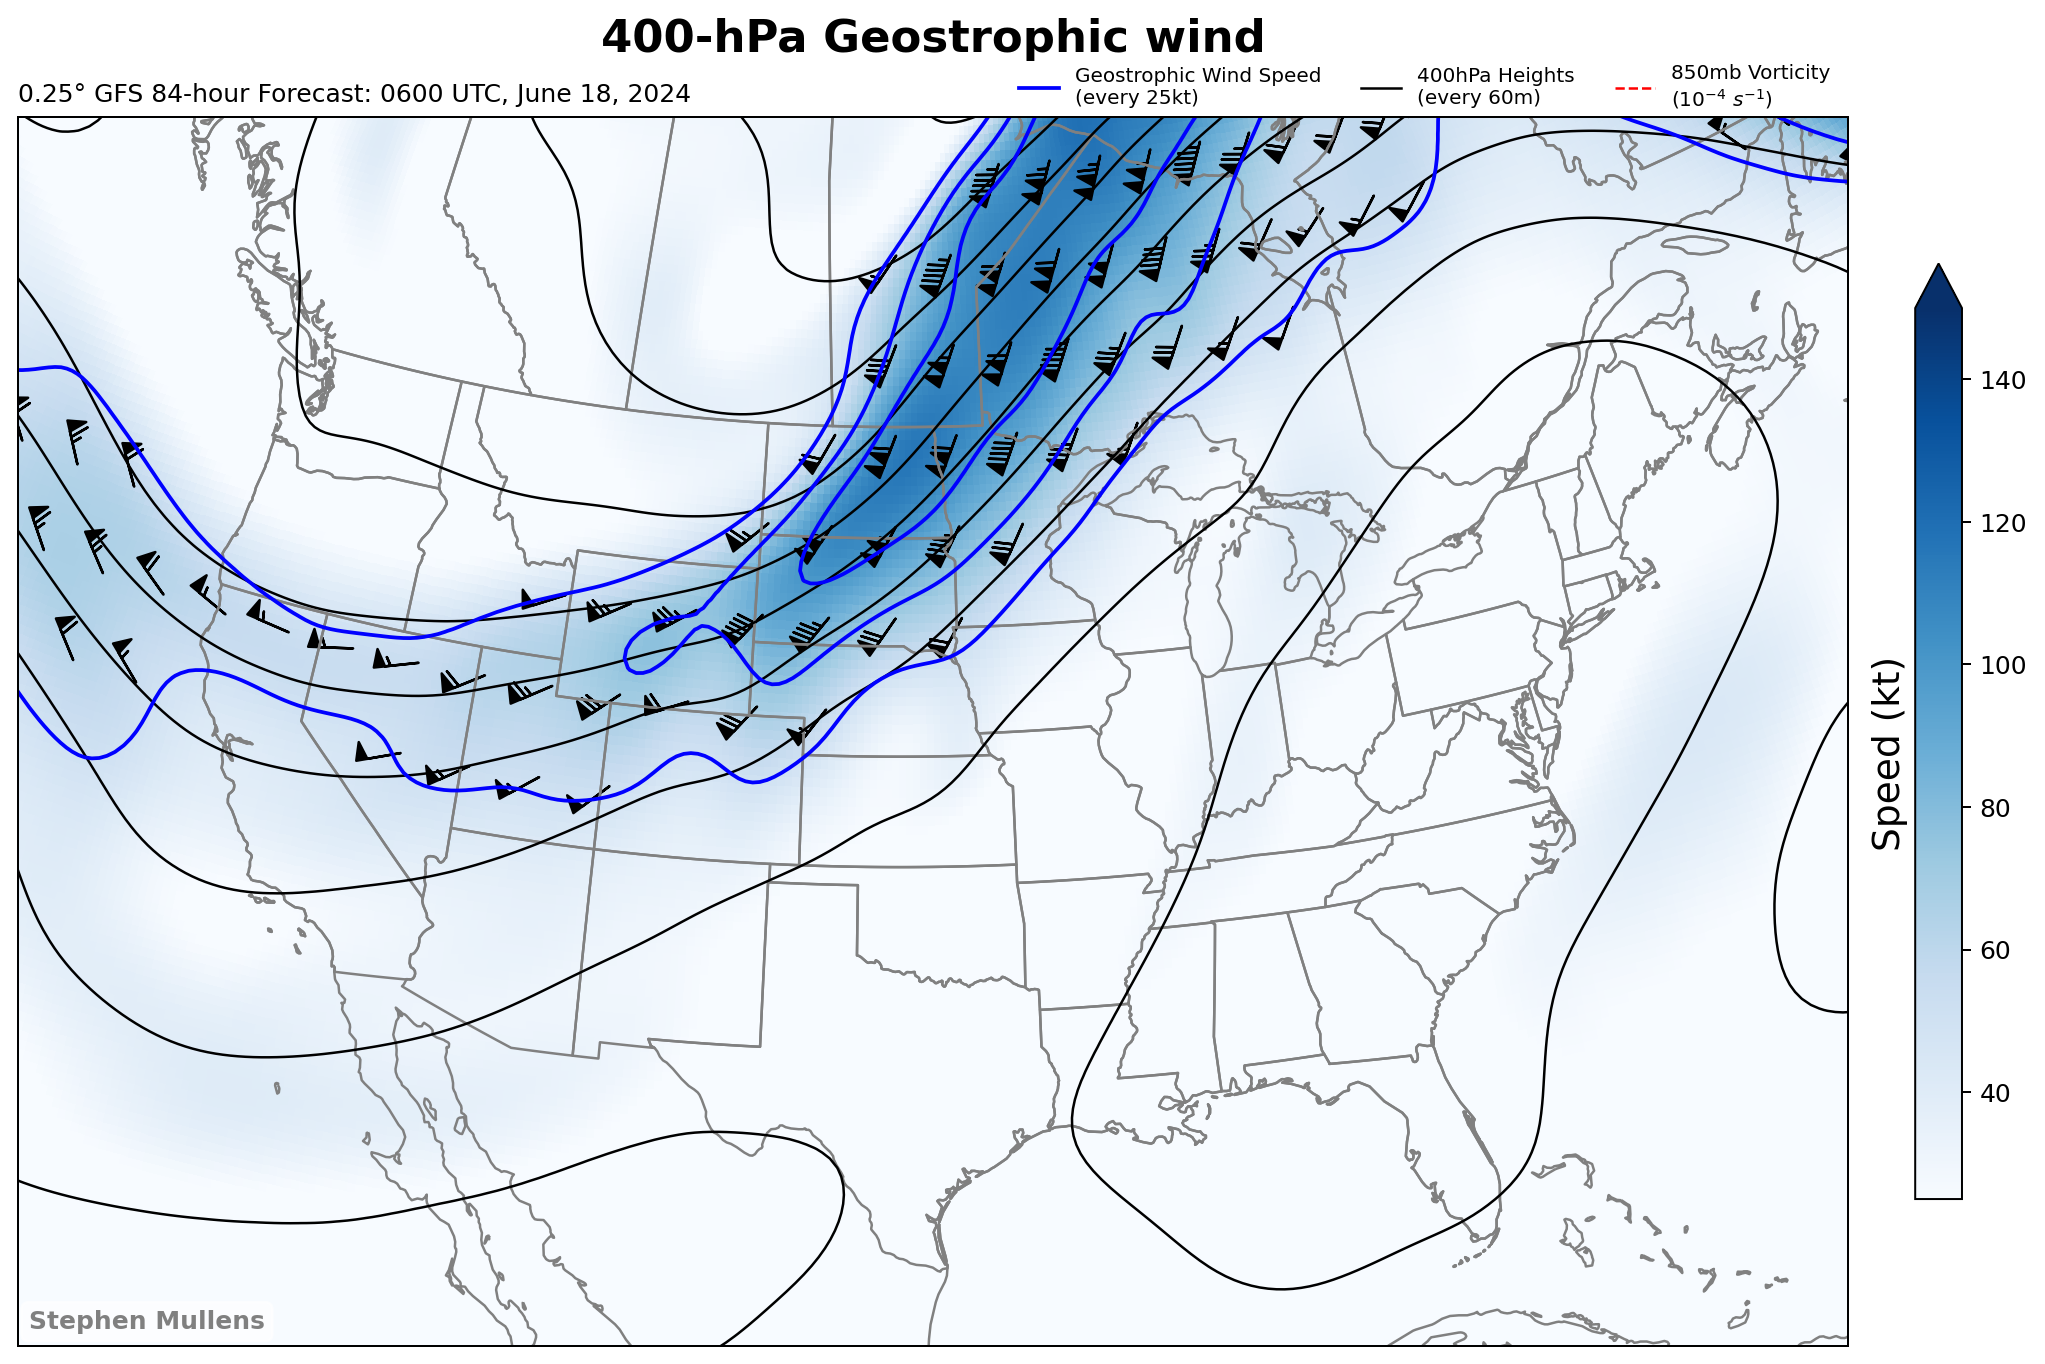 400-hPa Geostrophic wind
0.25° GFS 84-hour Forecast: 0600 UTC, June 18, 2024
Geostrophic Wind Speed
(every 25kt)
400hPa Heights
(every 60m)
850mb Vorticity
(10⁻⁴ s⁻¹)
140
120
100
80
60
40
Speed (kt)
Stephen Mullens